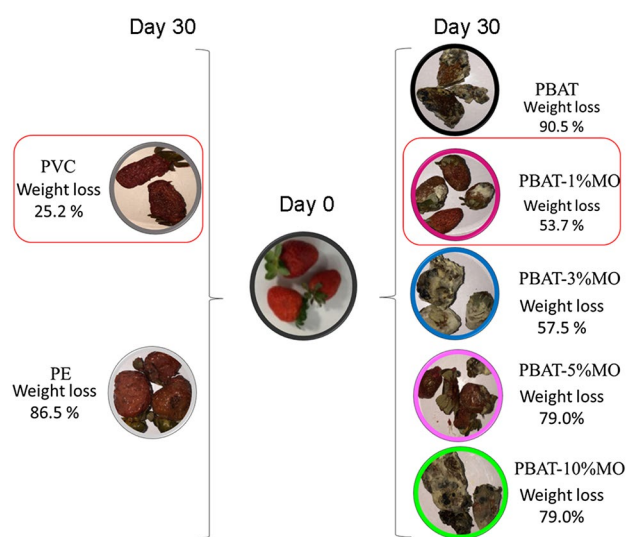 Day 30
PVC
Weight loss
25.2 %
PE
Weight loss
86.5 %
Day 0
Day 30
PBAT
Weight loss
90.5 %
PBAT-1%MO
Weight loss
53.7 %
PBAT-3%MO
Weight loss
57.5 %
PBAT-5%MO
Weight loss
79.0%
PBAT-10%MO
Weight loss
79.0%